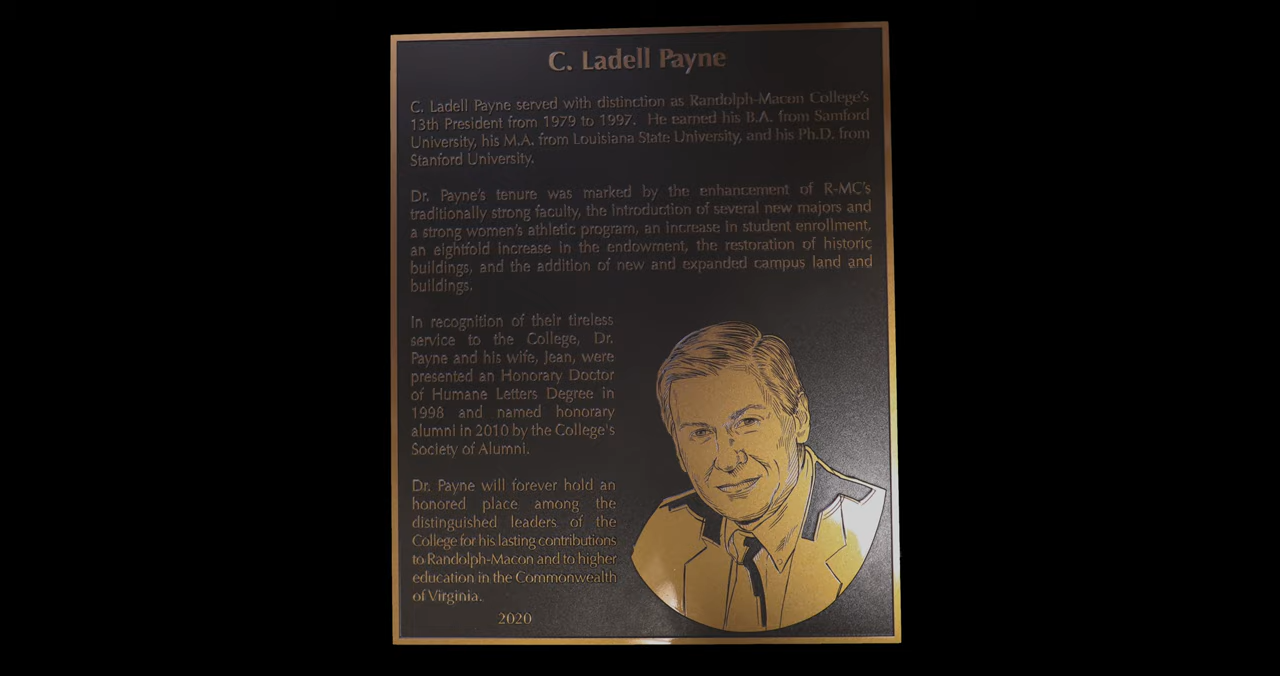 C. Ladell Payne
C. Ladell Payne served with distinction as Randolph-Macon College's
13th President from 1979 to 1997. He earned his B.A. from Samford
University, his M.A. from Louisiana State University, and his Ph.D. from
Stanford University.
Dr. Payne's tenure was marked by the enhancement of R-MC's
traditionally strong faculty, the introduction of several new majors and
a strong women's athletic program, an increase in student enrollment,
an eightfold increase in the endowment, the restoration of historic
buildings, and the addition of new and expanded campus land and
buildings.
In recognition of their tireless
service to the College, Dr.
Payne and his wife, Jean, were
presented an Honorary Doctor
of Humane Letters Degree in
1998 and named honorary
alumni in 2010 by the College's
Society of Alumni.
Dr. Payne will forever hold an
honored place among the
distinguished leaders of the
College for his lasting contributions
to Randolph-Macon and to higher
education in the Commonwealth
of Virginia.
2020